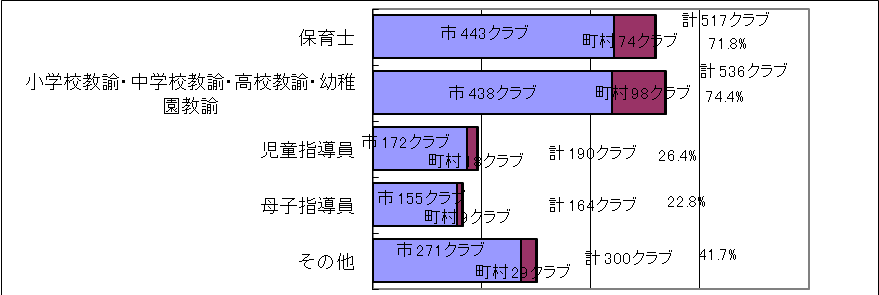 保育士
市 443クラブ
町村 74クラブ
計 517クラブ
71.8%
小学校教諭・中学校教諭・高校教諭・幼稚
園教諭
市 438クラブ
町村 98クラブ
計 536クラブ
74.4%
児童指導員
市 172クラブ
町村 18クラブ
計 190クラブ
26.4%
母子指導員
市 155クラブ
町村 9クラブ
計 164クラブ
22.8%
その他
市 271クラブ
町村 29クラブ
計 300クラブ
41.7%